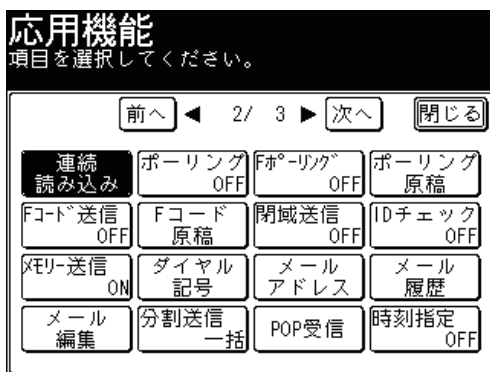 応用機能
項目を選択してください。
前へ ◀ 2/ 3 ▶ 次へ 閉じる
連続
読み込み
ポーリング
OFF
Fﾎﾟｰﾘﾝｸﾞ
OFF
ポーリング
原稿
Fｺｰﾄﾞ送信
OFF
Fコード
原稿
閉域送信
OFF
IDチェック
OFF
ﾒﾓﾘｰ送信
ON
ダイヤル
記号
メール
アドレス
メール
履歴
メール
編集
分割送信
一括
POP受信
時刻指定
OFF